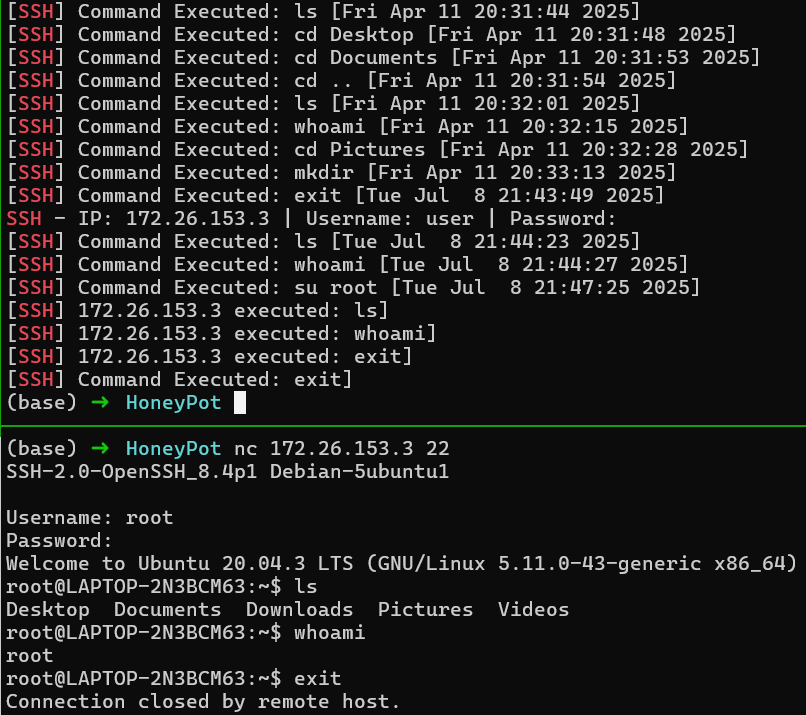 [SSH] Command Executed: ls [Fri Apr 11 20:31:44 2025]
[SSH] Command Executed: cd Desktop [Fri Apr 11 20:31:48 2025]
[SSH] Command Executed: cd Documents [Fri Apr 11 20:31:53 2025]
[SSH] Command Executed: cd .. [Fri Apr 11 20:31:54 2025]
[SSH] Command Executed: ls [Fri Apr 11 20:32:01 2025]
[SSH] Command Executed: whoami [Fri Apr 11 20:32:15 2025]
[SSH] Command Executed: cd Pictures [Fri Apr 11 20:32:28 2025]
[SSH] Command Executed: mkdir [Fri Apr 11 20:33:13 2025]
[SSH] Command Executed: exit [Tue Jul  8 21:43:49 2025]
SSH - IP: 172.26.153.3 | Username: user | Password:
[SSH] Command Executed: ls [Tue Jul  8 21:44:23 2025]
[SSH] Command Executed: whoami [Tue Jul  8 21:44:27 2025]
[SSH] Command Executed: su root [Tue Jul  8 21:47:25 2025]
[SSH] 172.26.153.3 executed: ls]
[SSH] 172.26.153.3 executed: whoami]
[SSH] 172.26.153.3 executed: exit]
[SSH] Command Executed: exit]
(base) → HoneyPot
(base) → HoneyPot nc 172.26.153.3 22
SSH-2.0-OpenSSH_8.4p1 Debian-5ubuntu1
Username: root
Password:
Welcome to Ubuntu 20.04.3 LTS (GNU/Linux 5.11.0-43-generic x86_64)
root@LAPTOP-2N3BCM63:~$ ls
Desktop  Documents  Downloads  Pictures  Videos
root@LAPTOP-2N3BCM63:~$ whoami
root
root@LAPTOP-2N3BCM63:~$ exit
Connection closed by remote host.